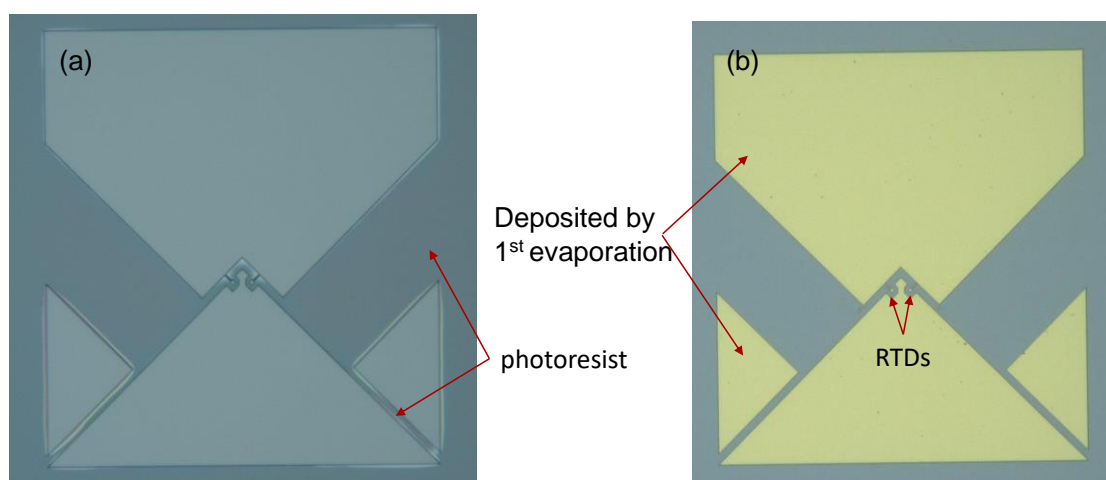 (a)
(b)
Deposited by
1st evaporation
photoresist
RTDs